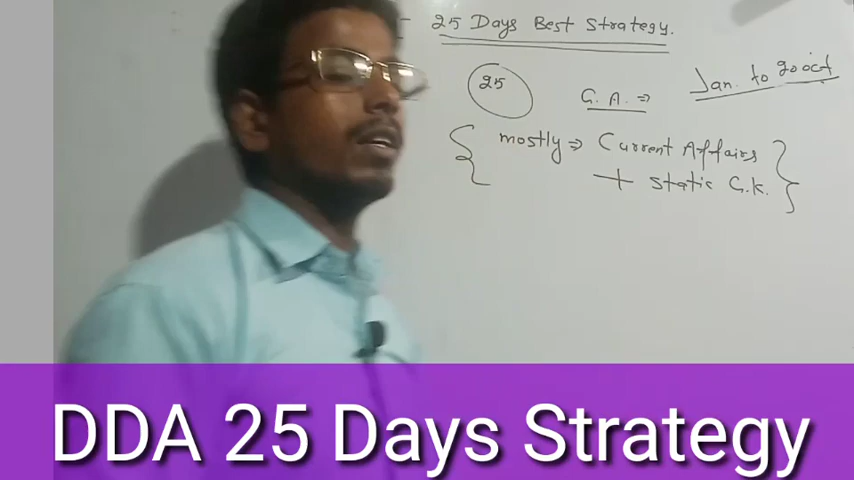 25 Days Best Strategy.
25
G. A. ⇒
Jan. to 20 oct
mostly ⇒ Current Affairs
+ static G.K.
DDA 25 Days Strategy